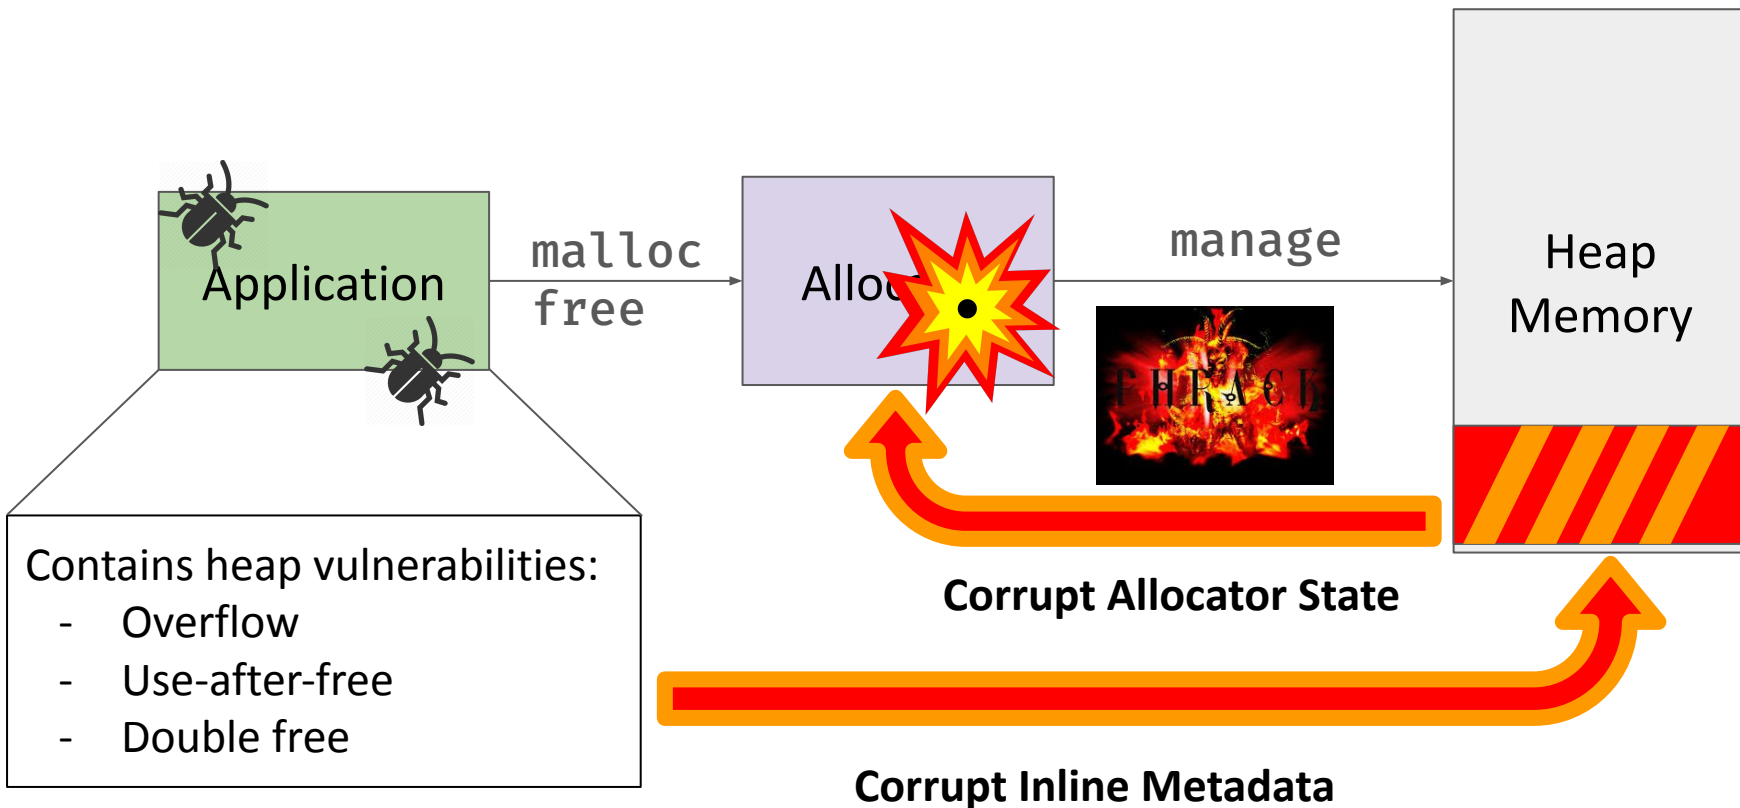 Application
malloc
free
Alloc
manage
Heap
Memory
PHRACK
Contains heap vulnerabilities:
- Overflow
- Use-after-free
- Double free
Corrupt Allocator State
Corrupt Inline Metadata